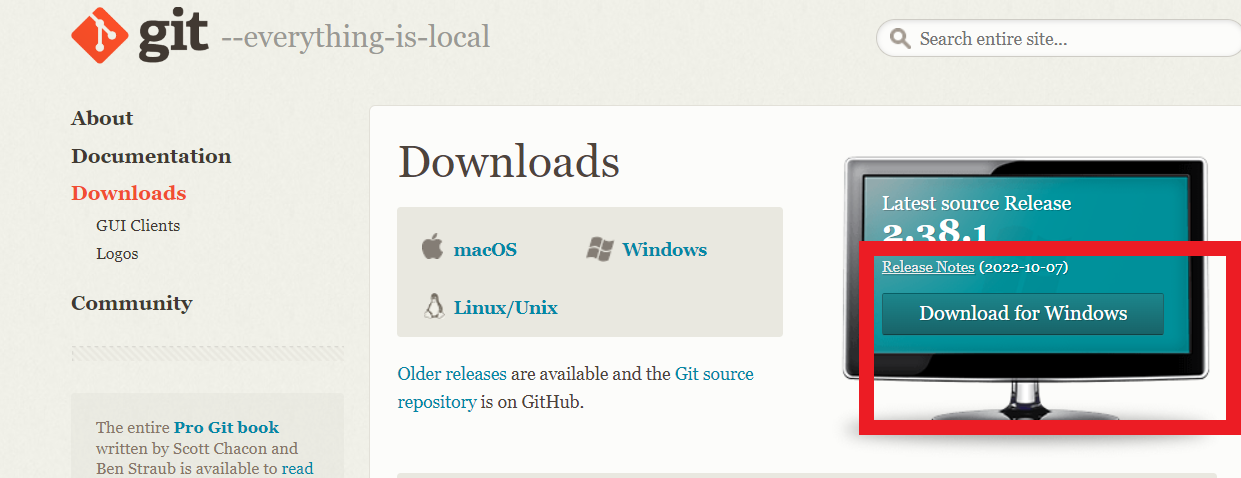 git --everything-is-local
Search entire site...
About
Documentation
Downloads
GUI Clients
Logos
Community
The entire Pro Git book
written by Scott Chacon and
Ben Straub is available to read
Downloads
macOS
Windows
Linux/Unix
Older releases are available and the Git source
repository is on GitHub.
Latest source Release
2.38.1
Release Notes (2022-10-07)
Download for Windows